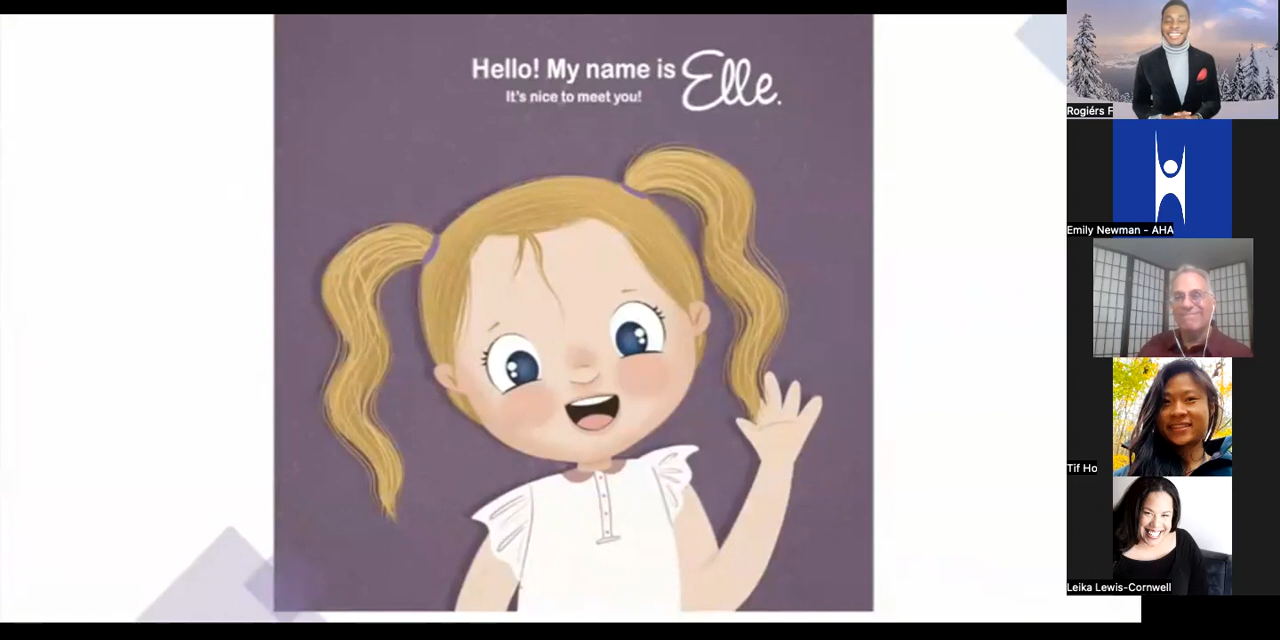 Hello! My name is Elle.
It's nice to meet you!
Rogiérs F
Emily Newman - AHA
Tif Ho
Leika Lewis-Cornwell